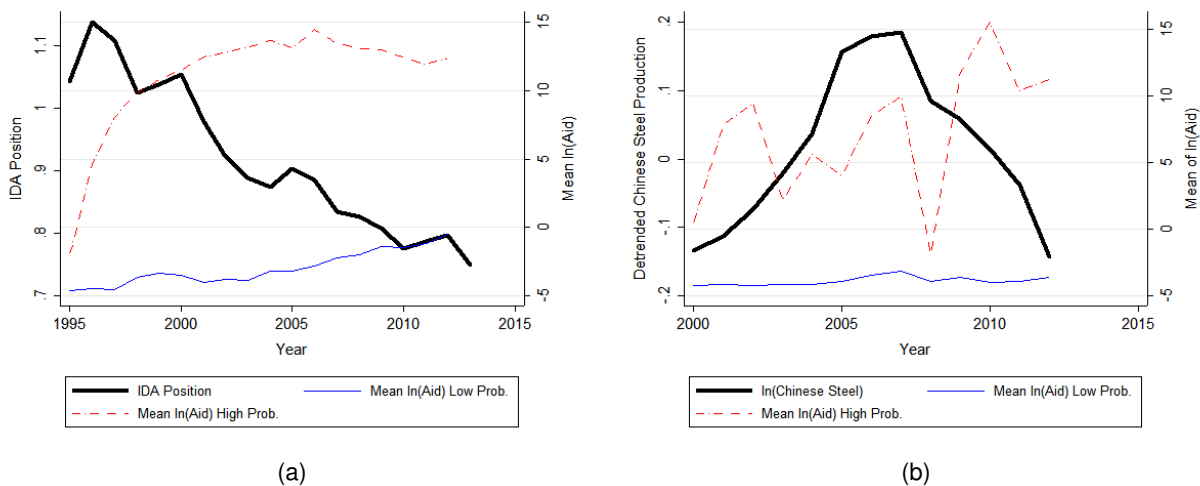 IDA Position
.7
.8
.9
1
1.1
-5
0
5
10
15
Mean ln(Aid)
1995
2000
2005
2010
2015
Year
IDA Position
Mean ln(Aid) Low Prob.
Mean ln(Aid) High Prob.
(a)
Detrended Chinese Steel Production
-.2
-.1
0
.1
.2
-5
0
5
10
15
Mean of ln(Aid)
2000
2005
2010
2015
Year
ln(Chinese Steel)
Mean ln(Aid) Low Prob.
Mean ln(Aid) High Prob.
(b)